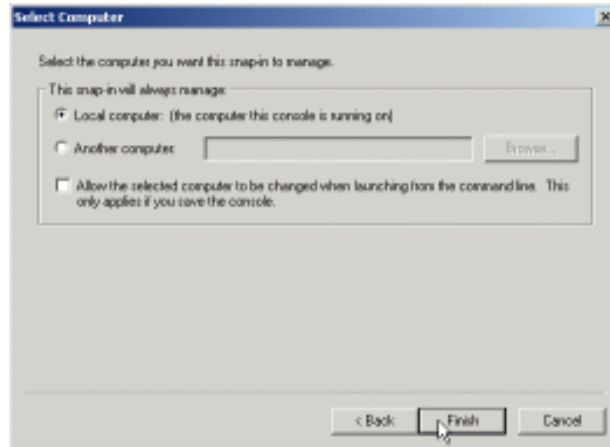 Select Computer
Select the computer you want this snap-in to manage.
This snap-in will always manage:
Local computer: (the computer this console is running on)
Another computer:
Browse...
Allow the selected computer to be changed when launching from the command line. This
only applies if you save the console.
< Back
Finish
Cancel